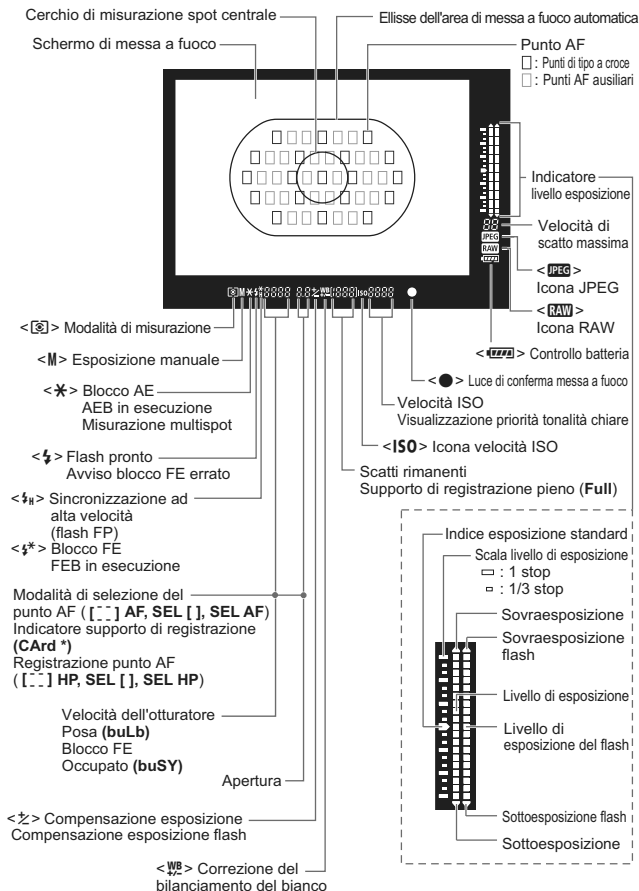 Cerchio di misurazione spot centrale
Ellisse dell'area di messa a fuoco automatica
Schermo di messa a fuoco
Punto AF
: Punti di tipo a croce
: Punti AF ausiliari
Indicatore
livello esposizione
Velocità di
scatto massima
<JPEG>
Icona JPEG
<RAW>
Icona RAW
JPEG
RAW
M
WB
ISO
<> Controllo batteria
<●> Luce di conferma messa a fuoco
Velocità ISO
Visualizzazione priorità tonalità chiare
<ISO> Icona velocità ISO
Scatti rimanenti
Supporto di registrazione pieno (Full)
<> Modalità di misurazione
<M> Esposizione manuale
<✱> Blocco AE
AEB in esecuzione
Misurazione multispot
<⚡> Flash pronto
Avviso blocco FE errato
<⚡H> Sincronizzazione ad
alta velocità
(flash FP)
<⚡*> Blocco FE
FEB in esecuzione
Modalità di selezione del
punto AF ([ ] AF, SEL [ ], SEL AF)
Indicatore supporto di registrazione
(CArd *)
Registrazione punto AF
([ ] HP, SEL [ ], SEL HP)
Velocità dell'otturatore
Posa (buLb)
Blocco FE
Occupato (buSY)
Apertura
<> Compensazione esposizione
Compensazione esposizione flash
<WB+/-> Correzione del
bilanciamento del bianco
Indice esposizione standard
Scala livello di esposizione
: 1 stop
: 1/3 stop
Sovraesposizione
Sovraesposizione
flash
Livello di esposizione
Livello di
esposizione del flash
Sottoesposizione flash
Sottoesposizione